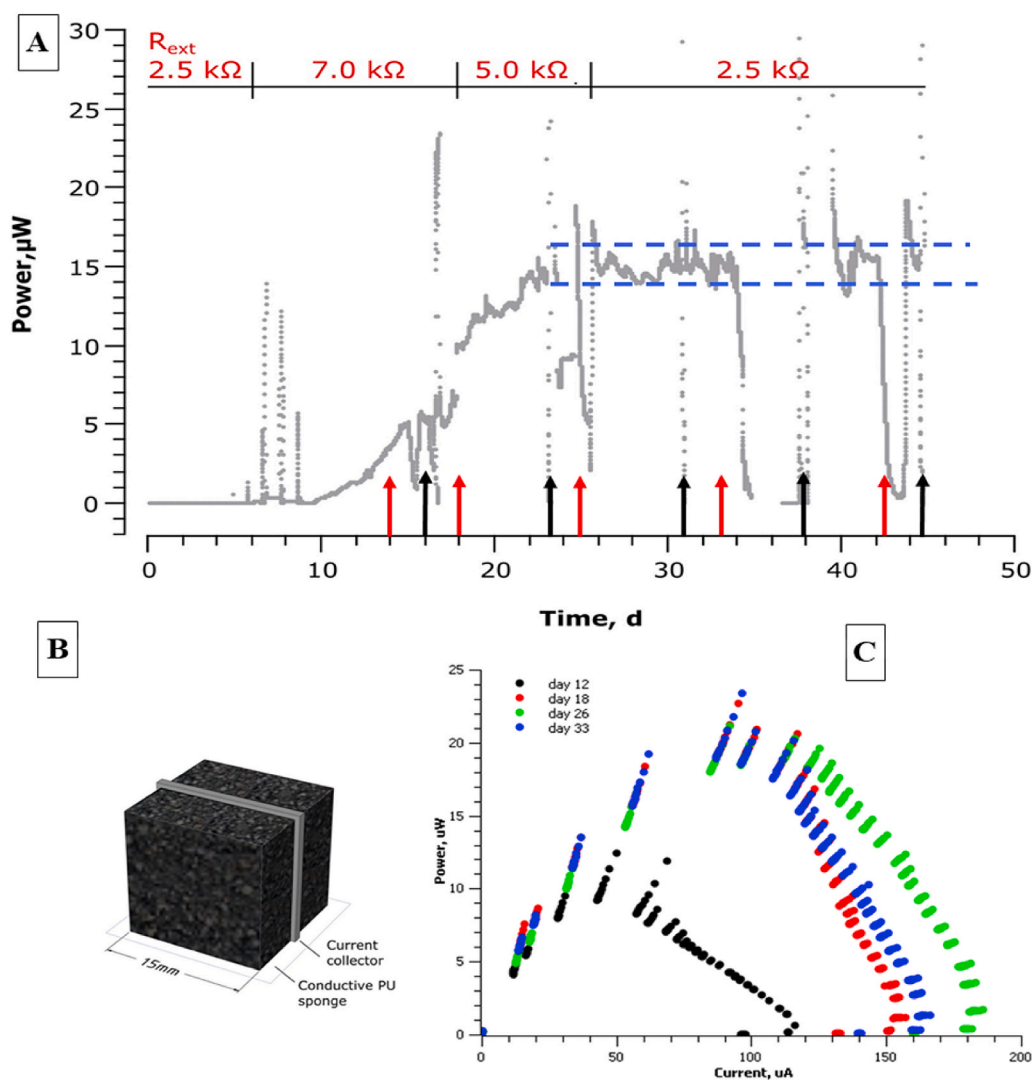 A
R_ext
2.5 kΩ 7.0 kΩ 5.0 kΩ 2.5 kΩ
30
25
20
15
10
5
0
Power,µW
0 10 20 30 40 50
Time, d
B
15mm
Current
collector
Conductive PU
sponge
C
25
20
15
10
5
0
Power, uW
day 12
day 18
day 26
day 33
0 50 100 150 200
Current, uA